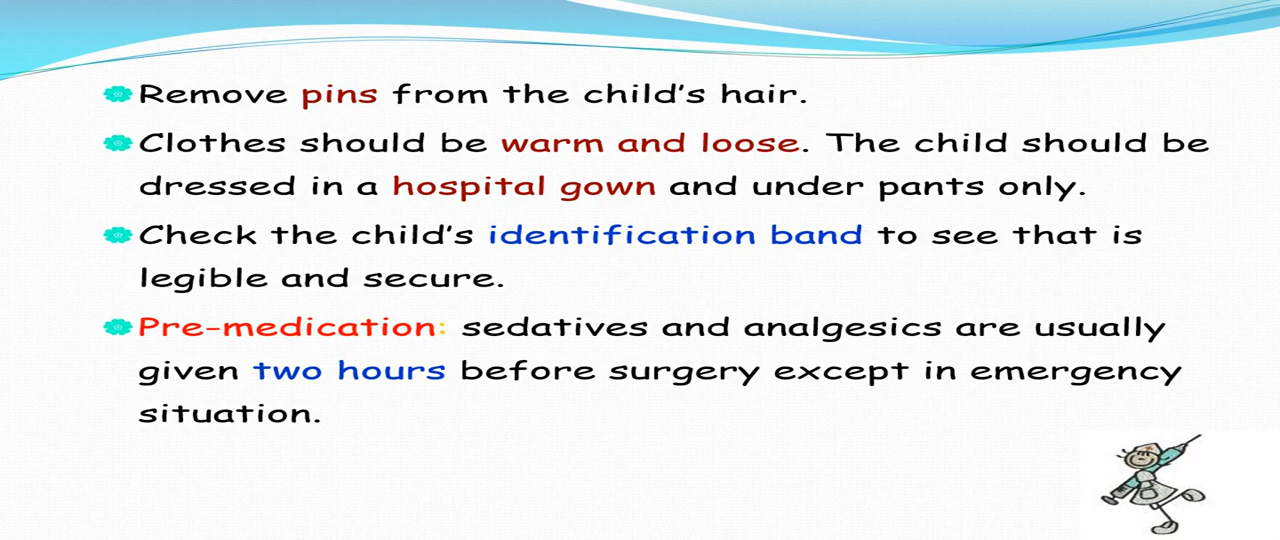 Remove pins from the child's hair.
Clothes should be warm and loose. The child should be
dressed in a hospital gown and under pants only.
Check the child's identification band to see that is
legible and secure.
Pre-medication: sedatives and analgesics are usually
given two hours before surgery except in emergency
situation.